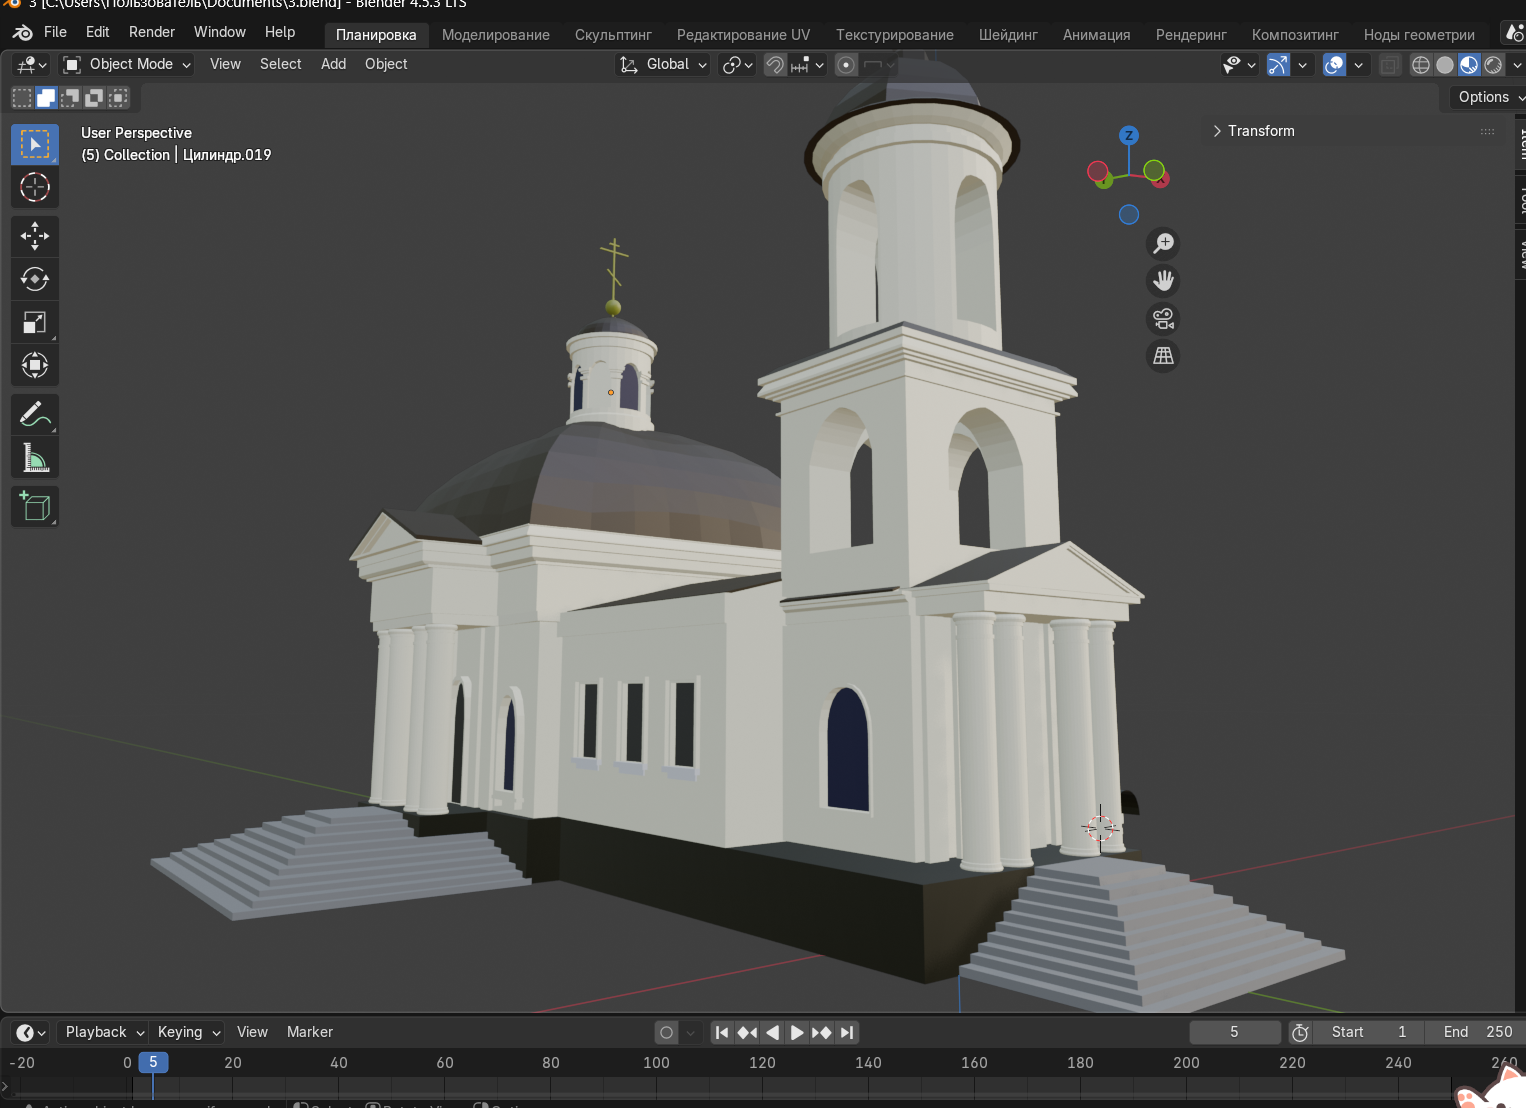 3 [C:\Users\Пользователь\Documents\3.blend] - Blender 4.5.3 LTS
File Edit Render Window Help Планировка Моделирование Скульптинг Редактирование UV Текстурирование Шейдинг Анимация Рендеринг Композитинг Ноды геометрии
Object Mode View Select Add Object Global
Options
User Perspective
(5) Collection | Цилиндр.019
Transform
Z
Item
Tool
View
Playback Keying View Marker 5 Start 1 End 250
-20 0 5 20 40 60 80 100 120 140 160 180 200 220 240 260